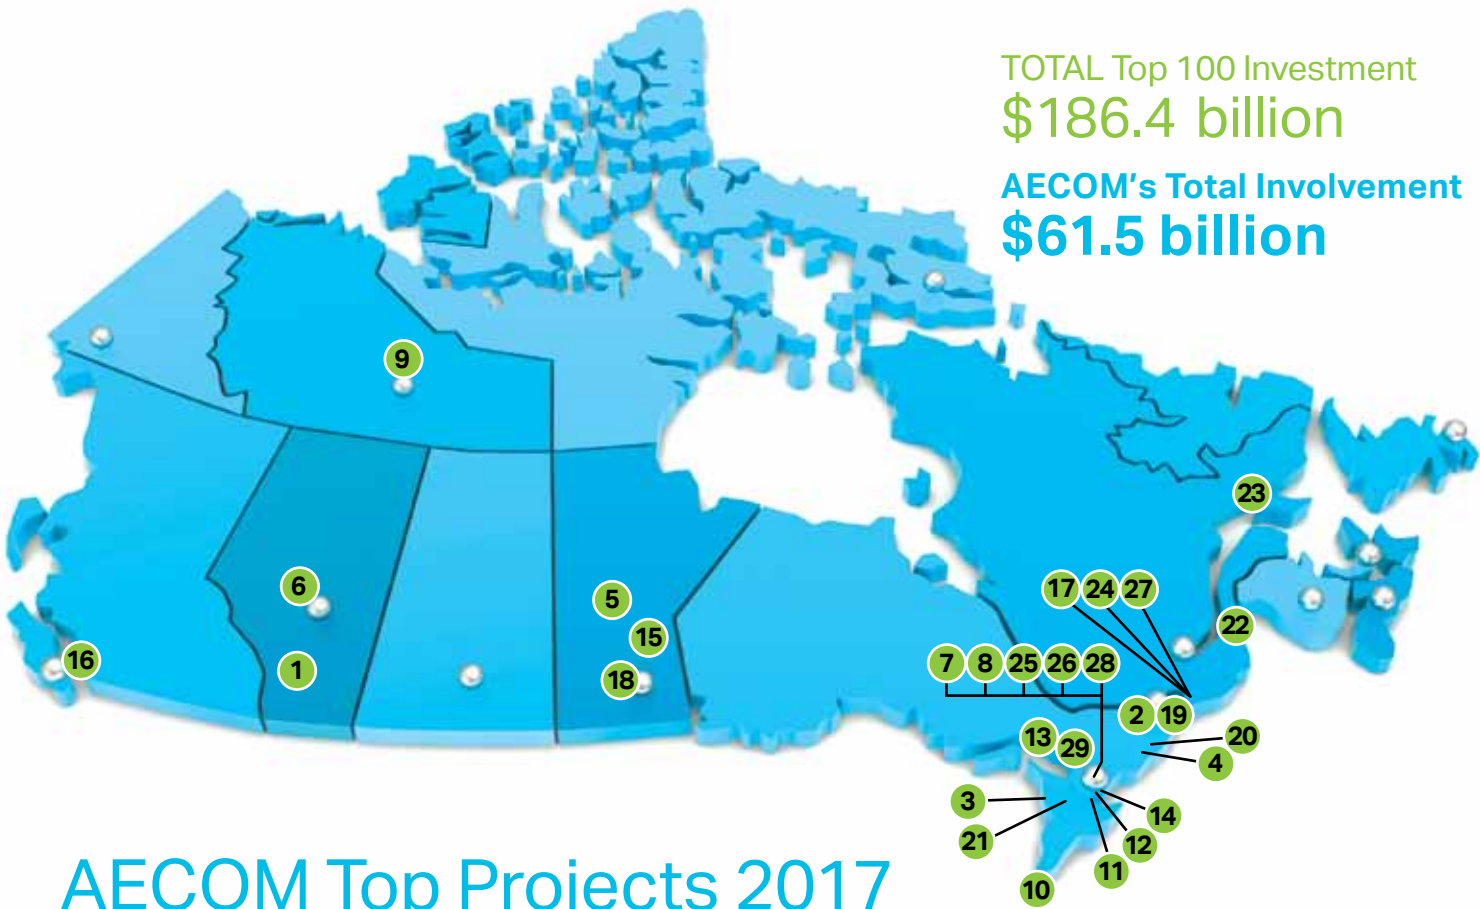 TOTAL Top 100 Investment
$186.4 billion
AECOM's Total Involvement
$61.5 billion
9
23
6
5
17 24 27
15
22
16
1
18
7 8 25 26 28
2 19
13
29
20
4
3
14
21
12
11
10
AECOM Top Projects 2017